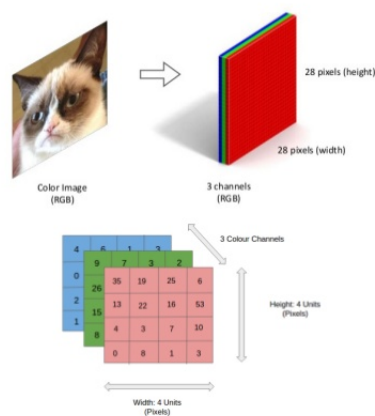 28 pixels (height)
28 pixels (width)
Color Image
(RGB)
3 channels
(RGB)
3 Colour Channels
4 6 1 3
9 7 3 2
35 19 25 6
0
26
13 22 16 53
Height: 4 Units
(Pixels)
2
15
4 3 7 10
1
8
0 8 1 3
Width: 4 Units
(Pixels)